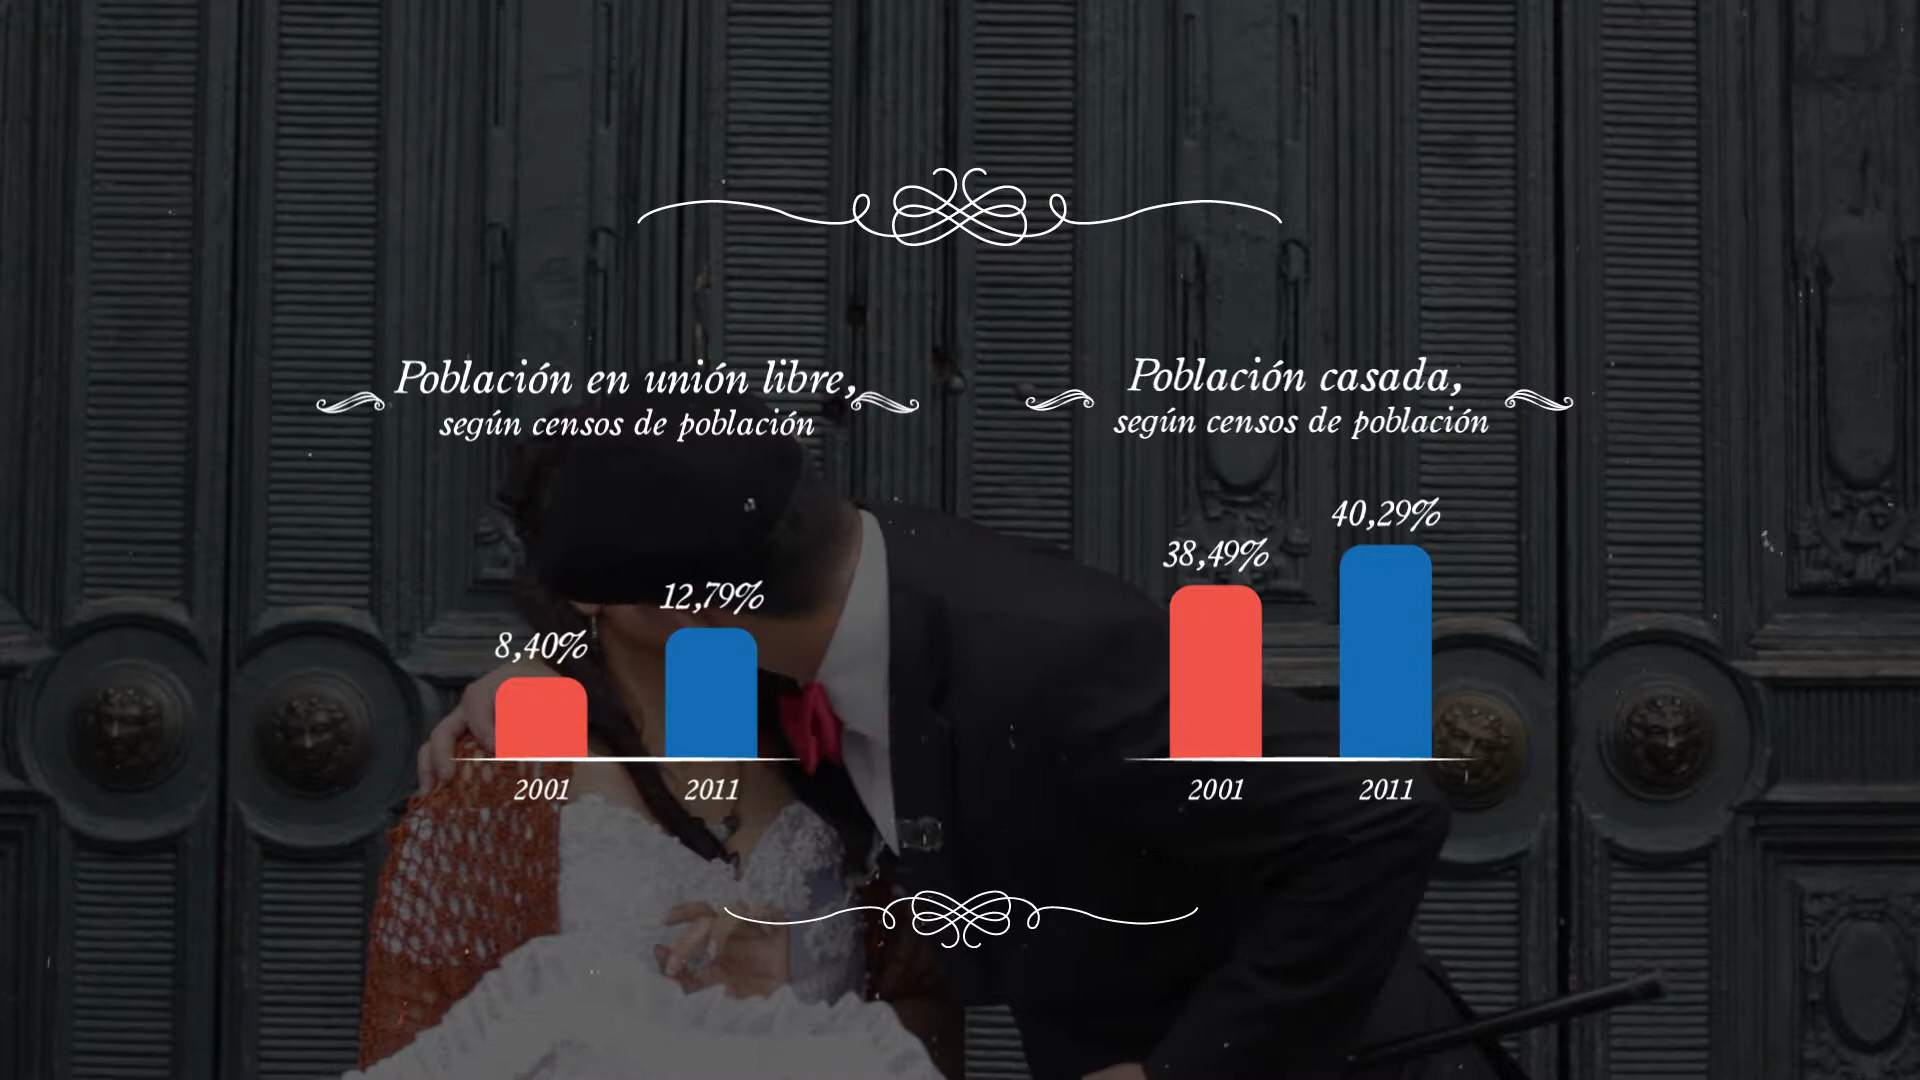 Población en unión libre,
según censos de población
8,40%
12,79%
2001
2011
Población casada,
según censos de población
38,49%
40,29%
2001
2011